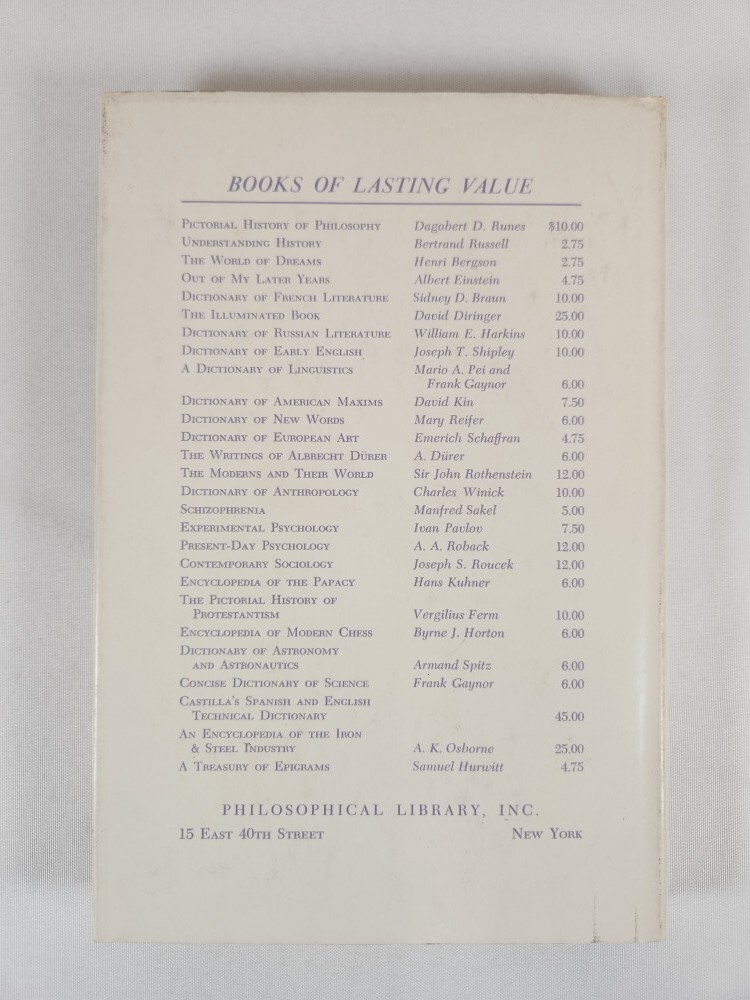 BOOKS OF LASTING VALUE
PICTORIAL HISTORY OF PHILOSOPHY Dagobert D. Runes $10.00
UNDERSTANDING HISTORY Bertrand Russell 2.75
THE WORLD OF DREAMS Henri Bergson 2.75
OUT OF MY LATER YEARS Albert Einstein 4.75
DICTIONARY OF FRENCH LITERATURE Sidney D. Braun 10.00
THE ILLUMINATED BOOK David Diringer 25.00
DICTIONARY OF RUSSIAN LITERATURE William E. Harkins 10.00
DICTIONARY OF EARLY ENGLISH Joseph T. Shipley 10.00
A DICTIONARY OF LINGUISTICS Mario A. Pei and
Frank Gaynor 6.00
DICTIONARY OF AMERICAN MAXIMS David Kin 7.50
DICTIONARY OF NEW WORDS Mary Reifer 6.00
DICTIONARY OF EUROPEAN ART Emerich Schaffran 4.75
THE WRITINGS OF ALBRECHT DÜRER A. Dürer 6.00
THE MODERNS AND THEIR WORLD Sir John Rothenstein 12.00
DICTIONARY OF ANTHROPOLOGY Charles Winick 10.00
SCHIZOPHRENIA Manfred Sakel 5.00
EXPERIMENTAL PSYCHOLOGY Ivan Pavlov 7.50
PRESENT-DAY PSYCHOLOGY A. A. Roback 12.00
CONTEMPORARY SOCIOLOGY Joseph S. Roucek 12.00
ENCYCLOPEDIA OF THE PAPACY Hans Kuhner 6.00
THE PICTORIAL HISTORY OF
PROTESTANTISM Vergilius Ferm 10.00
ENCYCLOPEDIA OF MODERN CHESS Byrne J. Horton 6.00
DICTIONARY OF ASTRONOMY
AND ASTRONAUTICS Armand Spitz 6.00
CONCISE DICTIONARY OF SCIENCE Frank Gaynor 6.00
CASTILLA'S SPANISH AND ENGLISH
TECHNICAL DICTIONARY 45.00
AN ENCYCLOPEDIA OF THE IRON
& STEEL INDUSTRY A. K. Osborne 25.00
A TREASURY OF EPIGRAMS Samuel Hurwitt 4.75
PHILOSOPHICAL LIBRARY, INC.
15 EAST 40TH STREET NEW YORK